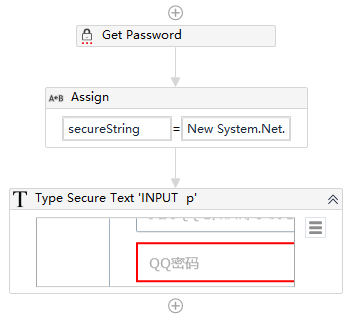 Get Password
A*B Assign
secureString = New System.Net.
T Type Secure Text 'INPUT p'
QQ密码